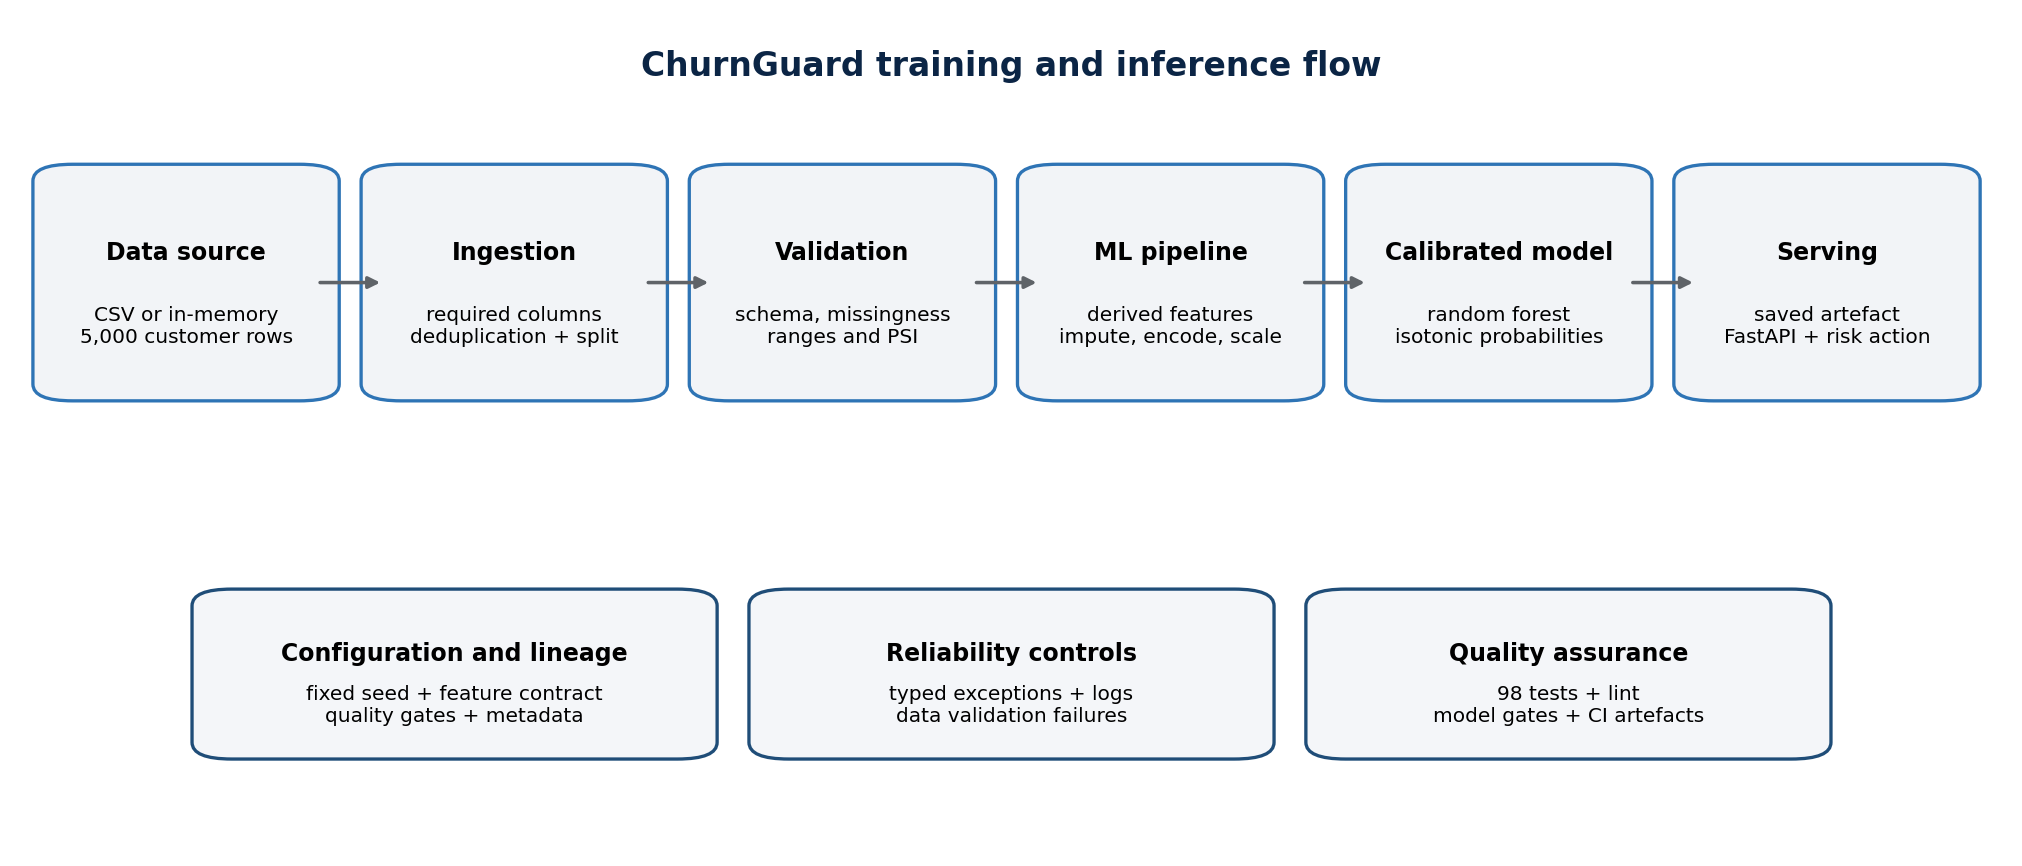 ChurnGuard training and inference flow
Data source
CSV or in-memory
5,000 customer rows
Ingestion
required columns
deduplication + split
Validation
schema, missingness
ranges and PSI
ML pipeline
derived features
impute, encode, scale
Calibrated model
random forest
isotonic probabilities
Serving
saved artefact
FastAPI + risk action
Configuration and lineage
fixed seed + feature contract
quality gates + metadata
Reliability controls
typed exceptions + logs
data validation failures
Quality assurance
98 tests + lint
model gates + CI artefacts